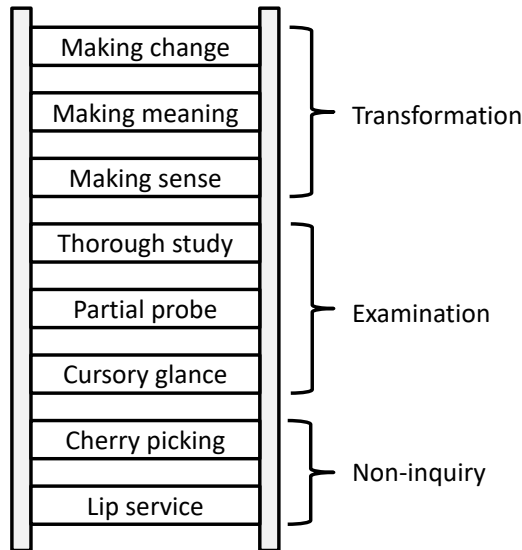 Making change
Making meaning
Transformation
Making sense
Thorough study
Partial probe
Examination
Cursory glance
Cherry picking
Non-inquiry
Lip service